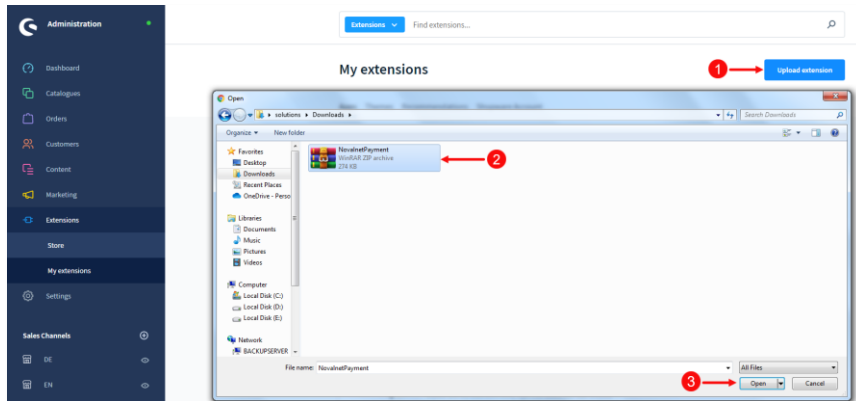 Administration
Extensions
Find extensions...
My extensions
1
Upload extension
Dashboard
Catalogues
Orders
Customers
Content
Marketing
Extensions
Store
My extensions
Settings
Sales Channels
DE
EN
Open
solutions ▸ Downloads ▸
Search Downloads
Organize
New folder
Favorites
Desktop
Downloads
Recent Places
OneDrive - Perso
Libraries
Documents
Music
Pictures
Videos
Computer
Local Disk (C:)
Local Disk (D:)
Local Disk (E:)
Network
BACKUPSERVER
NovalnetPayment
WinRAR ZIP archive
274 KB
2
File name: NovalnetPayment
All Files
3
Open
Cancel